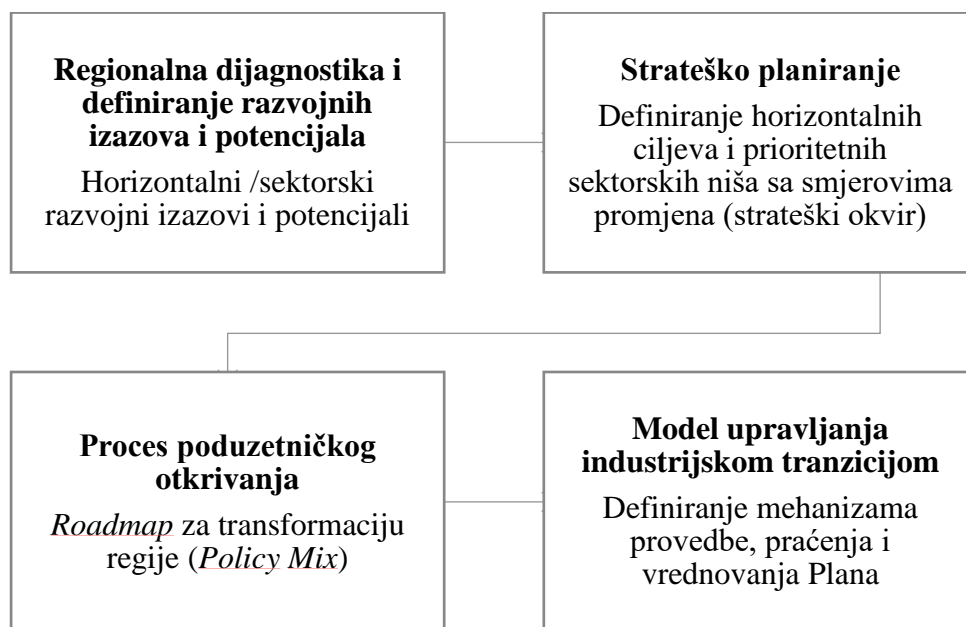 Regionalna dijagnostika i
definiranje razvojnih
izazova i potencijala
Horizontalni /sektorski
razvojni izazovi i potencijali
Strateško planiranje
Definiranje horizontalnih
ciljeva i prioritetnih
sektorskih niša sa smjerovima
promjena (strateški okvir)
Proces poduzetničkog
otkrivanja
Roadmap za transformaciju
regije (Policy Mix)
Model upravljanja
industrijskom tranzicijom
Definiranje mehanizama
provedbe, praćenja i
vrednovanja Plana